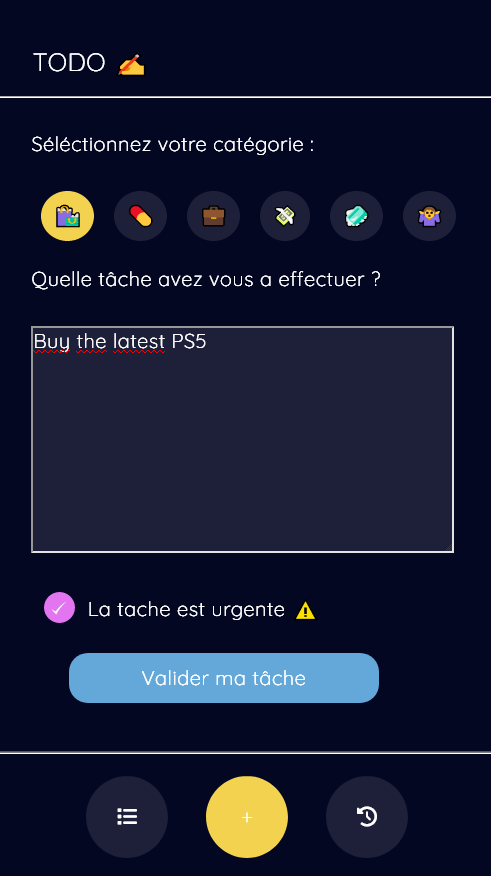 TODO ✍️
Séléctionnez votre catégorie :
Quelle tâche avez vous a effectuer ?
Buy the latest PS5
La tache est urgente ⚠️
Valider ma tâche
+